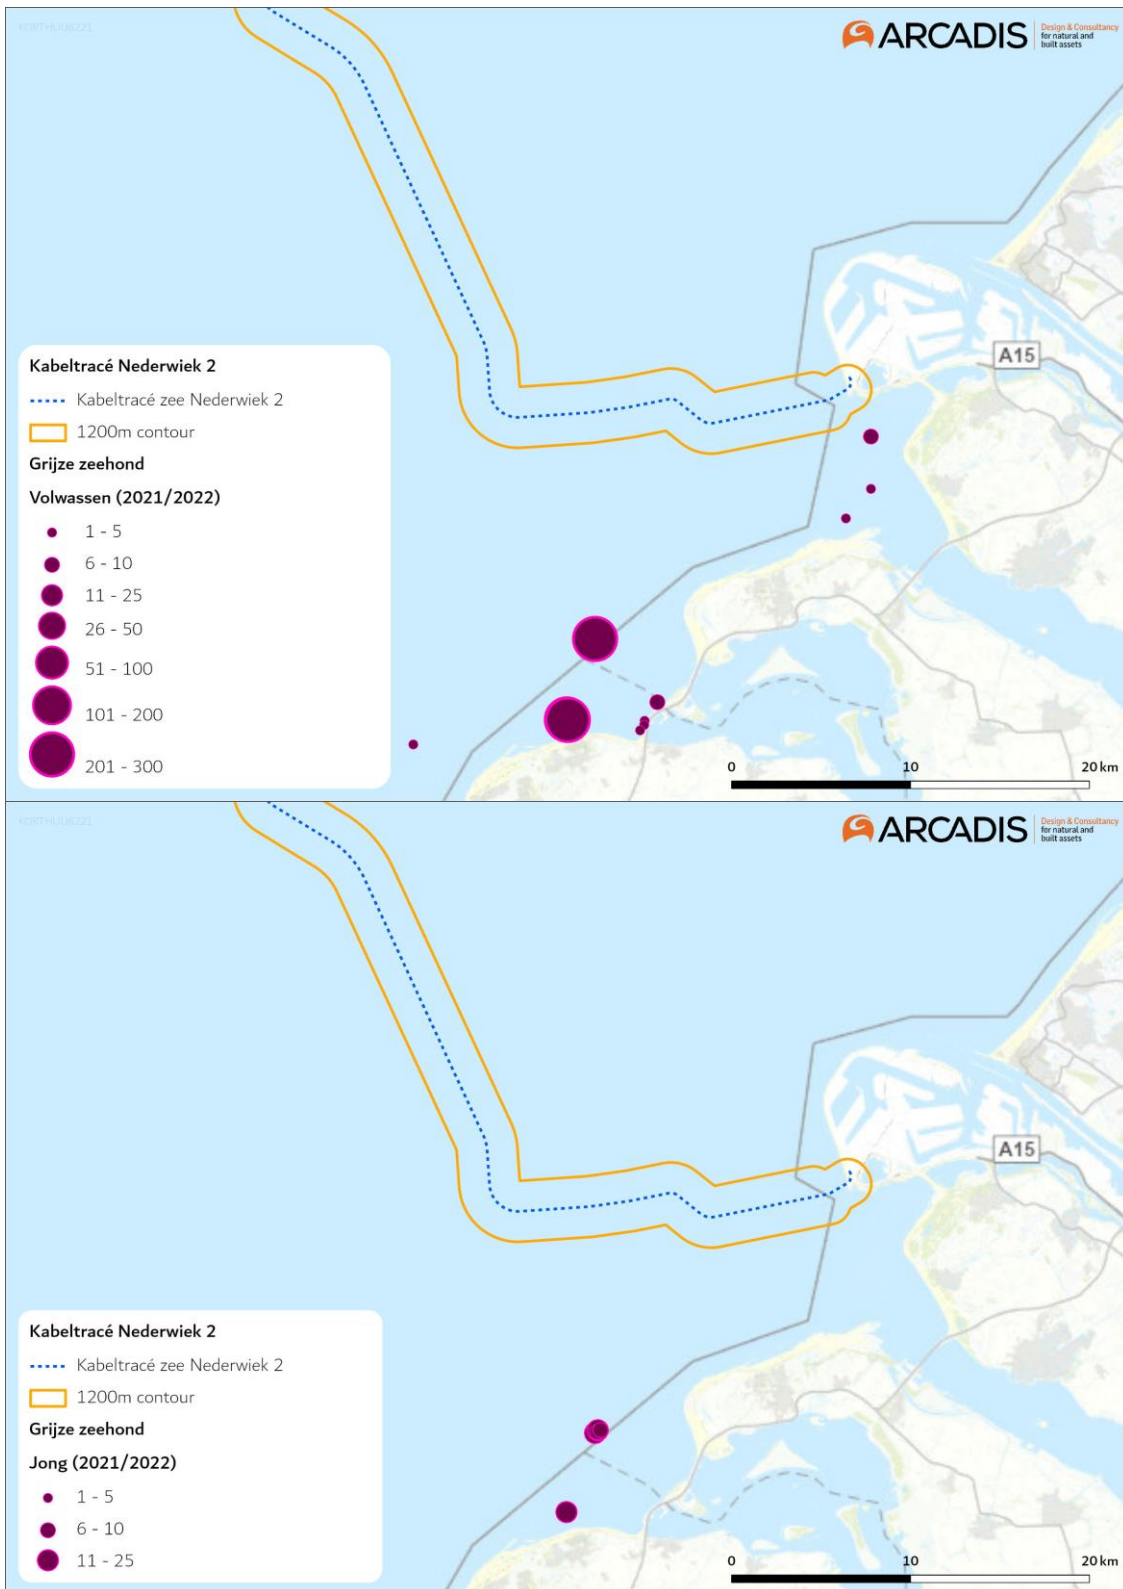 KORTHUU6221
ARCADIS
Design & Consultancy
for natural and
built assets
A15
Kabeltracé Nederwiek 2
Kabeltracé zee Nederwiek 2
1200m contour
Grijze zeehond
Volwassen (2021/2022)
1 - 5
6 - 10
11 - 25
26 - 50
51 - 100
101 - 200
201 - 300
0 10 20 km
KORTHUU6221
ARCADIS
Design & Consultancy
for natural and
built assets
A15
Kabeltracé Nederwiek 2
Kabeltracé zee Nederwiek 2
1200m contour
Grijze zeehond
Jong (2021/2022)
1 - 5
6 - 10
11 - 25
0 10 20 km